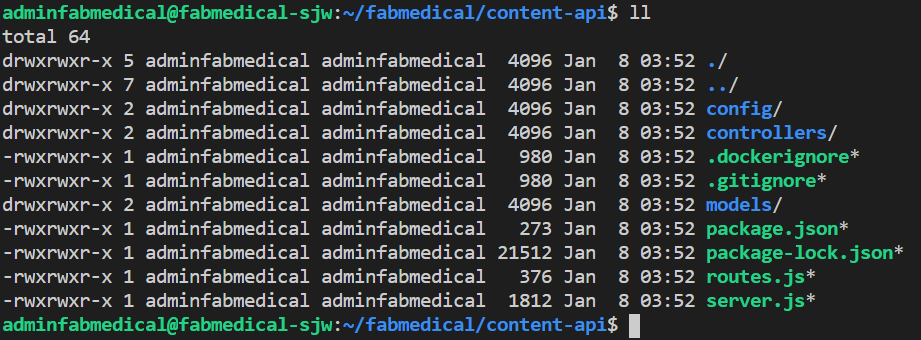 adminfabmedical@fabmedical-sjw:~/fabmedical/content-api$ ll
total 64
drwxrwxr-x 5 adminfabmedical adminfabmedical  4096 Jan  8 03:52 ./
drwxrwxr-x 7 adminfabmedical adminfabmedical  4096 Jan  8 03:52 ../
drwxrwxr-x 2 adminfabmedical adminfabmedical  4096 Jan  8 03:52 config/
drwxrwxr-x 2 adminfabmedical adminfabmedical  4096 Jan  8 03:52 controllers/
-rwxrwxr-x 1 adminfabmedical adminfabmedical   980 Jan  8 03:52 .dockerignore*
-rwxrwxr-x 1 adminfabmedical adminfabmedical   980 Jan  8 03:52 .gitignore*
drwxrwxr-x 2 adminfabmedical adminfabmedical  4096 Jan  8 03:52 models/
-rwxrwxr-x 1 adminfabmedical adminfabmedical   273 Jan  8 03:52 package.json*
-rwxrwxr-x 1 adminfabmedical adminfabmedical 21512 Jan  8 03:52 package-lock.json*
-rwxrwxr-x 1 adminfabmedical adminfabmedical   376 Jan  8 03:52 routes.js*
-rwxrwxr-x 1 adminfabmedical adminfabmedical  1812 Jan  8 03:52 server.js*
adminfabmedical@fabmedical-sjw:~/fabmedical/content-api$